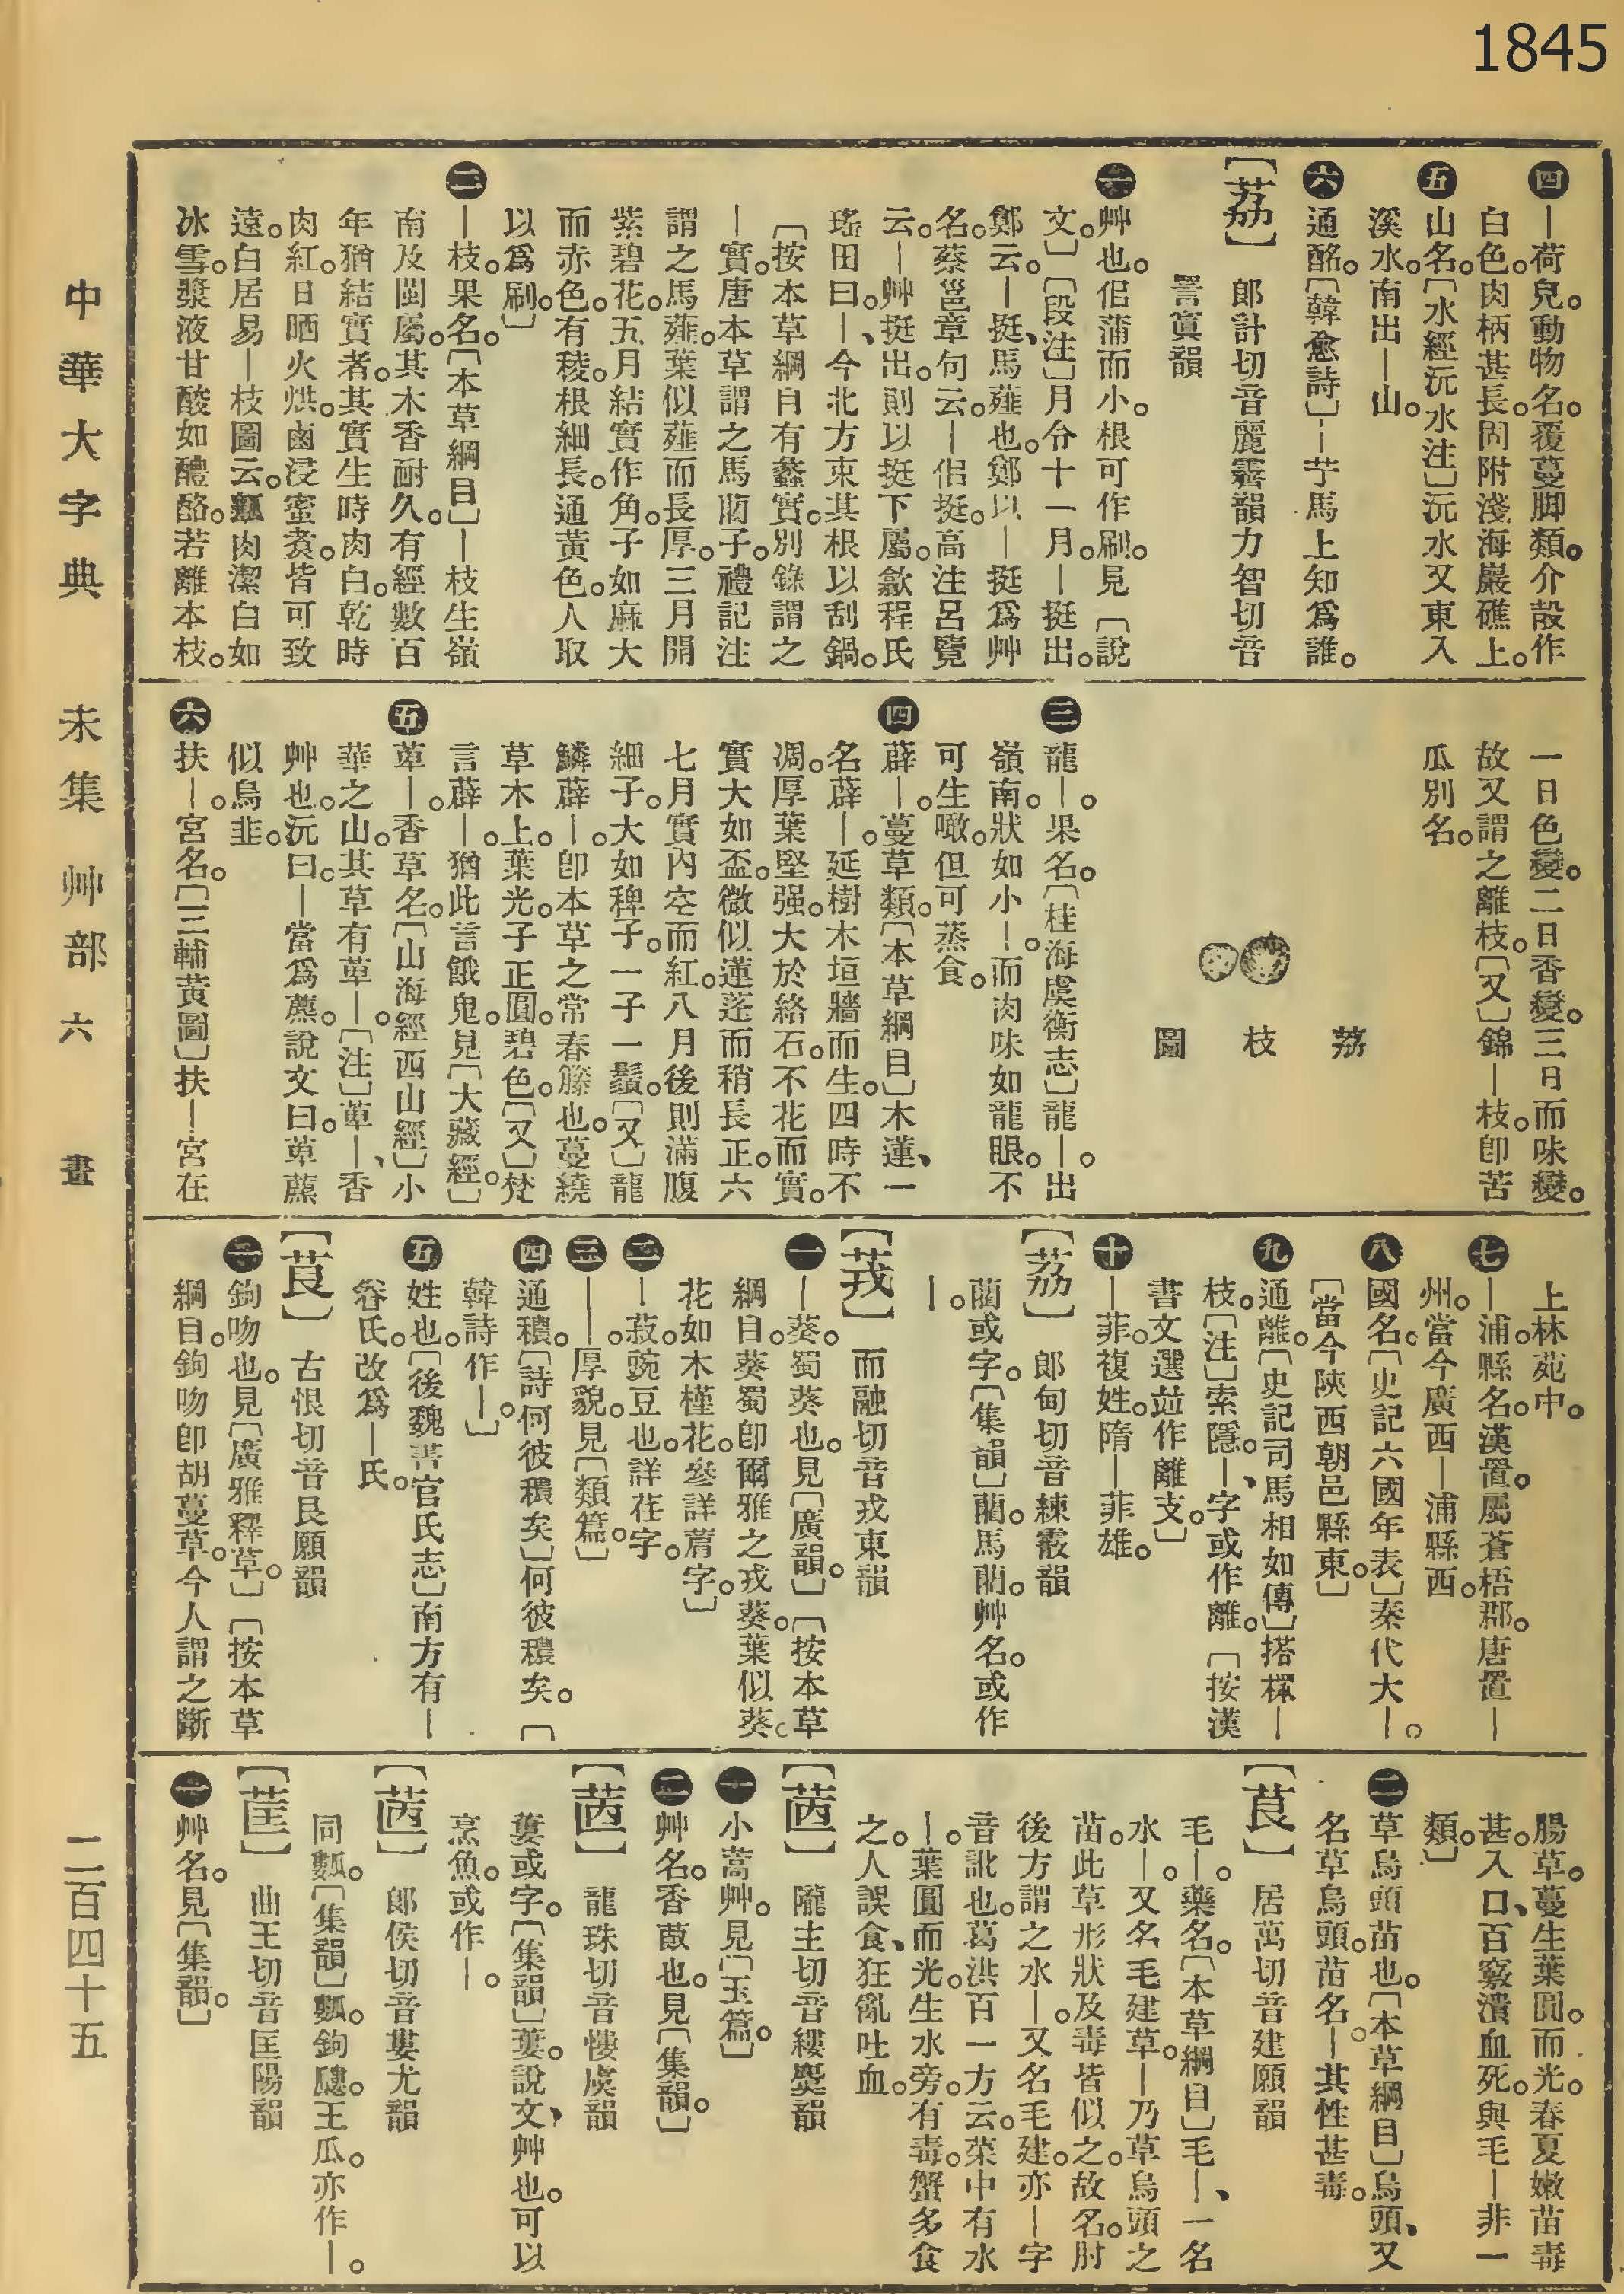 1845
四｜荷兒。動物名。覆蔓脚類。介殼作
白色。肉柄甚長。固附淺海巖礁上。
五山名。〔水經沅水注〕沅水又東入
溪水。南出｜山。
六通酩。〔韓愈詩〕｜艼馬上知爲誰。
【荔】郎計切音麗霽韻力智切音
詈寘韻
一艸也。佀蒲而小。根可作刷。見〔說
文。〕〔段注〕月令十一月。｜挺出。
鄭云。｜挺、馬薤也。鄭以｜挺爲艸
名。蔡邕章句云。｜佀挺。高注呂覽
云。｜艸挺出。則以挺下屬。歙程氏
瑤田曰。｜、今北方束其根以刮鍋。
〔按本草綱目有蠡實。別錄謂之
｜實。唐本草謂之馬藺子。禮記注
謂之馬薤。葉似薤而長厚。三月開
紫碧花。五月結實作角。子如麻大
而赤色。有稜。根細長。通黃色。人取
以爲刷。〕
二｜枝。果名。〔本草綱目〕｜枝生嶺
南及閩屬。其木香耐久。有經數百
年猶結實者。其實生時肉白。乾時
肉紅。日晒火烘。鹵浸蜜煑。皆可致
遠。白居易｜枝圖云。瓤肉潔白如
冰雪。漿液甘酸如醴酪。若離本枝。
一日色變。二日香變。三日而味變。
故又謂之離枝。〔又〕錦｜枝。卽苦
瓜別名。
荔枝圖
三龍｜。果名。〔桂海虞衡志〕龍｜。出
嶺南。狀如小｜。而肉味如龍眼。不
可生噉。但可蒸食。
四薜｜。蔓草類。〔本草綱目〕木蓮、一
名薜｜。延樹木垣牆而生。四時不
凋。厚葉堅强。大於絡石。不花而實。
實大如盃。微似蓮蓬而稍長正。六
七月實內空而紅。八月後則滿腹
細子。大如稗子。一子一鬚。〔又〕龍
鱗薜｜。卽本草之常春籐也。蔓繞
草木上。葉光。子正圓。碧色。〔又〕梵
言薜｜。猶此言餓鬼。見〔大藏經。〕
五萆｜。香草名。〔山海經西山經〕小
華之山。其草有萆｜。〔注〕萆｜、香
艸也。沅曰。｜當爲藨。說文曰。萆藨
似烏韭。
六扶｜。宮名。〔三輔黃圖〕扶｜宮在
上林苑中。
七｜浦。縣名。漢置。屬蒼梧郡。唐置｜
州。當今廣西｜浦縣西。
八國名。〔史記六國年表〕秦代大｜。
〔當今陝西朝邑縣東。〕
九通離。〔史記司馬相如傳〕搭㯚｜
枝。〔注〕索隱。｜、字或作離。〔按漢
書文選並作離支。〕
十｜菲。複姓。隋｜菲雄。
【荔】郎甸切音練霰韻
藺或字。〔集韻〕藺。馬藺。艸名。或作
｜。
【茙】而融切音戎東韻
一｜葵。蜀葵也。見〔廣韻。〕〔按本草
綱目。葵蜀卽爾雅之戎葵。葉似葵。
花如木槿花。參詳蓿字。〕
二｜菽。豌豆也。詳荏字。
三｜｜。厚貌。見〔類篇。〕
四通穠。〔詩何彼穠矣〕何彼穠矣。〔
韓詩作｜。〕
五姓也。〔後魏書官氏志〕南方有｜
眷氏。改爲｜氏。
【茛】古恨切音艮願韻
一鉤吻也。見〔廣雅釋草。〕〔按本草
綱目。鉤吻卽胡蔓草。今人謂之斷
腸草。蔓生葉圓。而光。春夏嫩苗毒
甚。入口、百竅潰血死。與毛｜非一
類。〕
二草烏頭苗也。〔本草綱目〕烏頭、又
名草烏頭。苗名｜。其性甚毒。
【茛】居萬切音建願韻
毛｜。藥名。〔本草綱目〕毛｜、一名
水｜。又名毛建草。｜乃草烏頭之
苗。此草形狀及毒皆似之。故名。肘
後方謂之水｜。又名毛建。亦｜字
音訛也。葛洪百一方云。菜中有水
｜。葉圓而光。生水旁。有毒。蟹多食
之。人誤食、狂亂吐血。
【䓏】隴主切音縷麌韻
一小蒿艸。見〔玉篇。〕
二艸名。香䓤也。見〔集韻。〕
【䓏】龍珠切音慺虞韻
蔞或字。〔集韻〕蔞。說文、艸也。可以
烹魚。或作｜。
【䓏】郎侯切音婁尤韻
同瓤。〔集韻〕瓤。鉤瓤。王瓜。亦作｜。
【茥】曲王切音匡陽韻
一艸名。見〔集韻。〕
中華大字典　未集　艸部　六畫　二百四十五